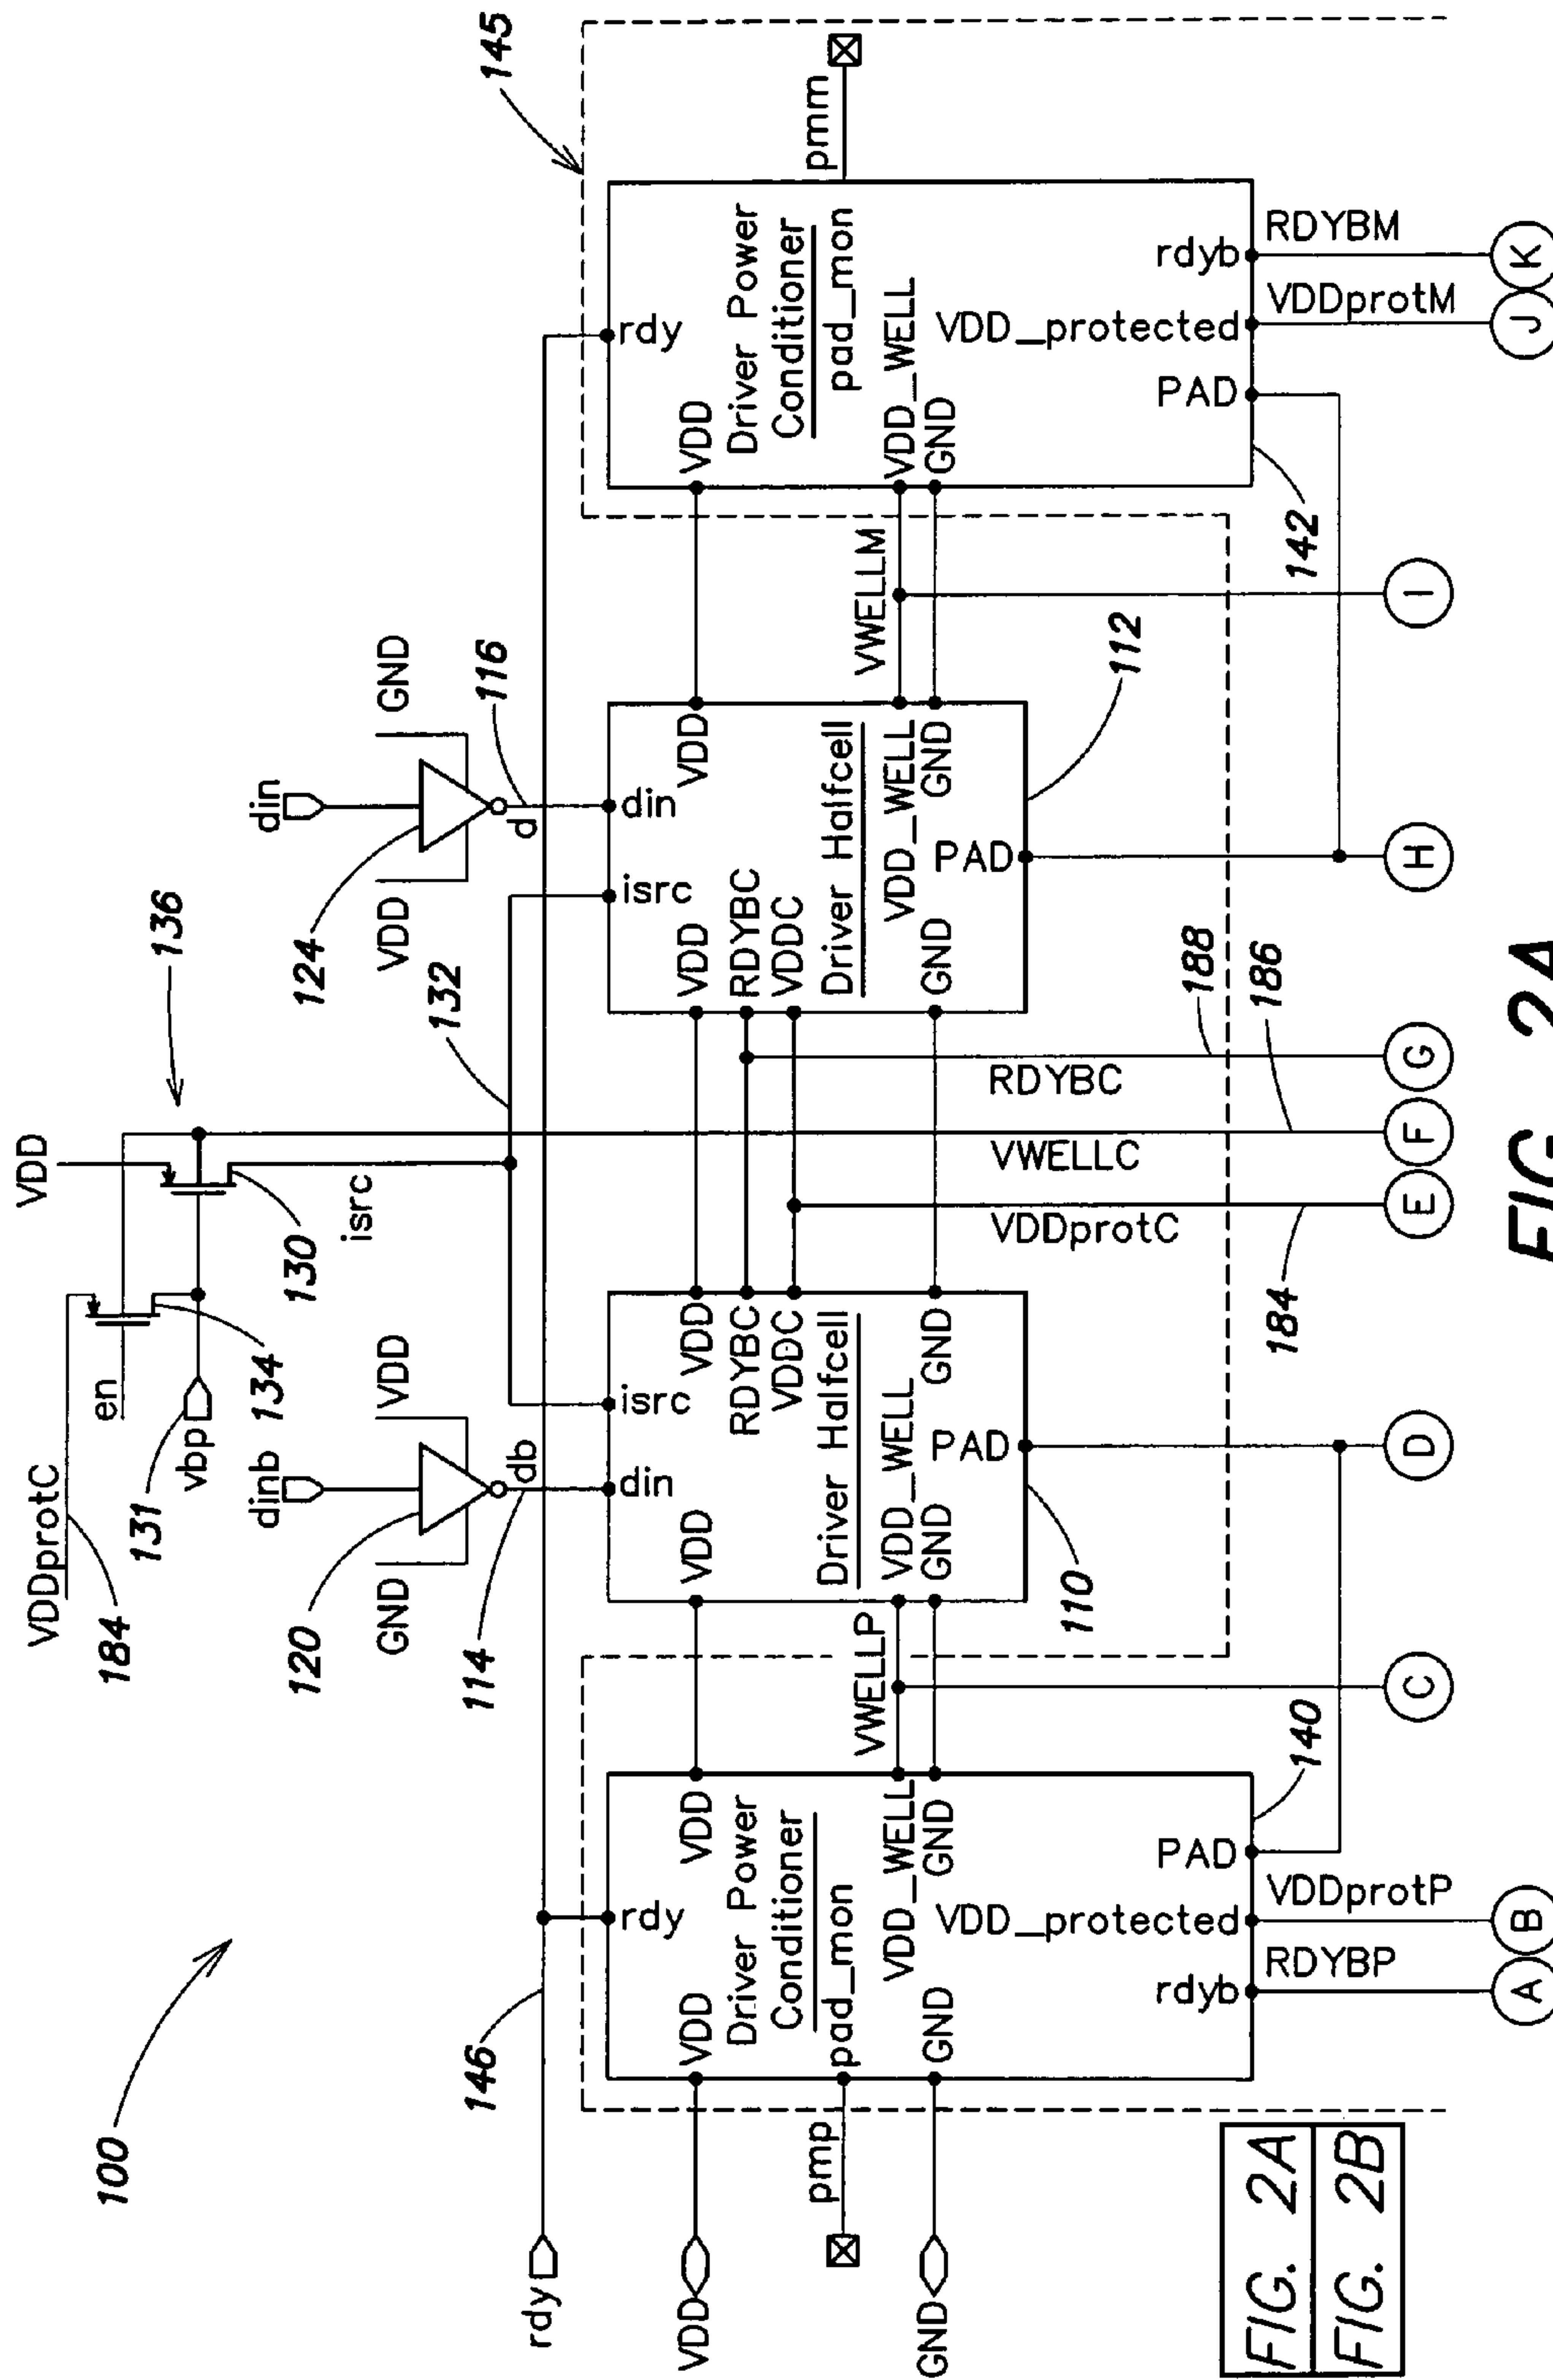 100
VDDprotC
184
en
131
vbp
134
VDD
130
isrc
136
132
dinb
120
GND
VDD
db
114
din
124
VDD
GND
d
116
145
146
rdy
VDD
pmp
GND
rdy
VDD
VDD
Driver Power
Conditioner
pad_mon
VDD_WELL
GND
GND
PAD
VDD_protected
rdyb
140
VDDprotP
RDYBP
VWELLP
din
isrc
VDD
VDD
RDYBC
VDDC
Driver Halfcell
VDD_WELL
GND
GND
PAD
110
VDDprotC
VWELLC
RDYBC
184
186
188
isrc
din
VDD
VDD
RDYBC
VDDC
Driver Halfcell
VDD_WELL
GND
GND
PAD
112
VWELLM
rdy
VDD
Driver Power
Conditioner
pad_mon
pmm
VDD_WELL
GND
VDD_protected
PAD
rdyb
142
VDDprotM
RDYBM
A
B
C
D
E
F
G
H
I
J
K
FIG. 2A
FIG. 2B
FIG. 2A